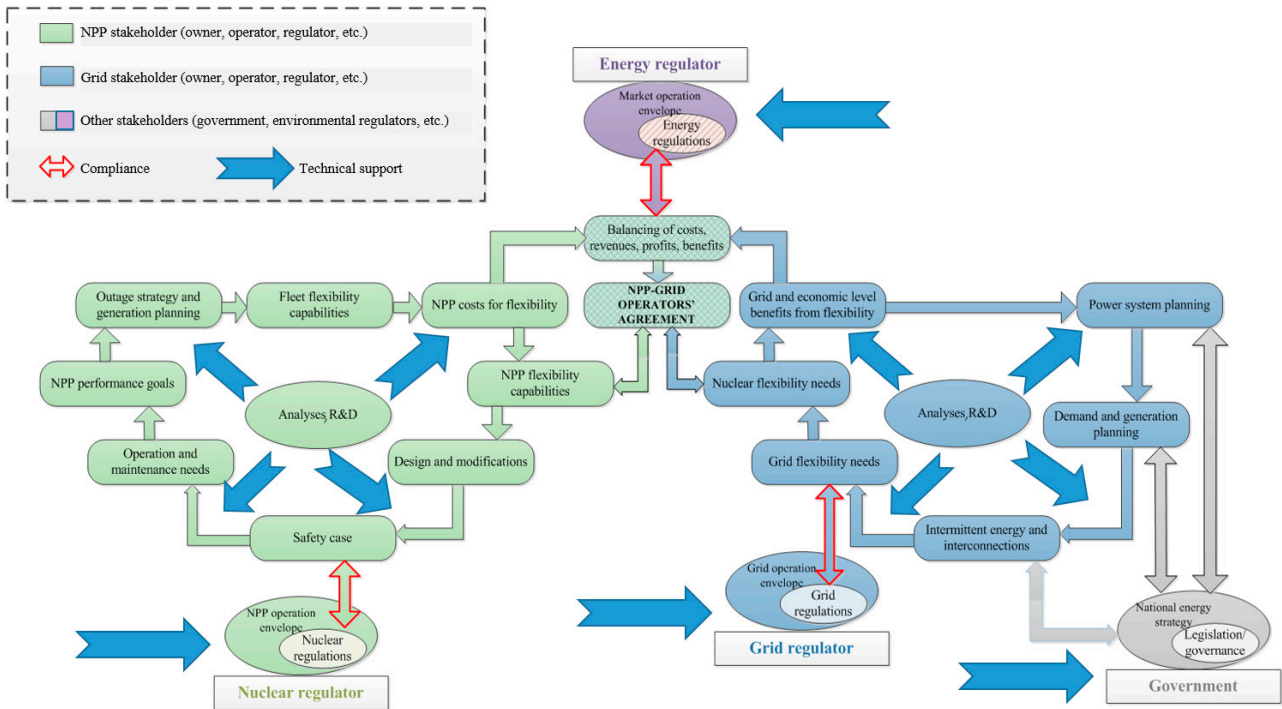 NPP stakeholder (owner, operator, regulator, etc.)
Grid stakeholder (owner, operator, regulator, etc.)
Other stakeholders (government, environmental regulators, etc.)
Compliance
Technical support
Energy regulator
Market operation
envelope
Energy
regulations
Balancing of costs,
revenues, profits, benefits
Outage strategy and
generation planning
Fleet flexibility
capabilities
NPP costs for flexibility
NPP-GRID
OPERATORS'
AGREEMENT
Grid and economic level
benefits from flexibility
Power system planning
NPP performance goals
NPP flexibility
capabilities
Nuclear flexibility needs
Analyses,R&D
Analyses,R&D
Demand and generation
planning
Operation and
maintenance needs
Design and modifications
Grid flexibility needs
Safety case
Intermittent energy and
interconnections
NPP operation
envelope
Nuclear
regulations
Nuclear regulator
Grid operation
envelope
Grid
regulations
Grid regulator
National energy
strategy
Legislation/
governance
Government